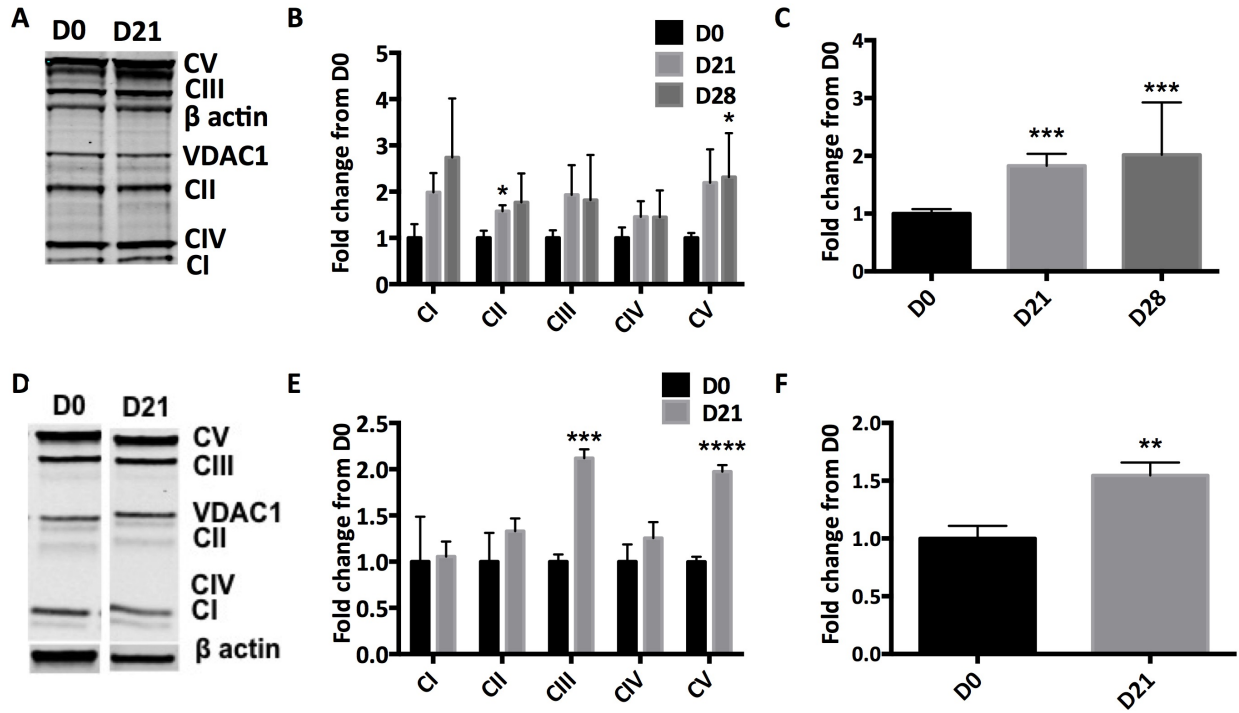 A
D0 D21
CV
CIII
β actin
VDAC1
CII
CIV
CI
B
D0
D21
D28
Fold change from D0
5
4
3
2
1
0
*
*
CI
CII
CIII
CIV
CV
C
Fold change from D0
4
3
2
1
0
***
***
D0
D21
D28
D
D0 D21
CV
CIII
VDAC1
CII
CIV
CI
β actin
E
D0
D21
Fold change from D0
2.5
2.0
1.5
1.0
0.5
0.0
***
****
CI
CII
CIII
CIV
CV
F
Fold change from D0
2.0
1.5
1.0
0.5
0.0
**
D0
D21